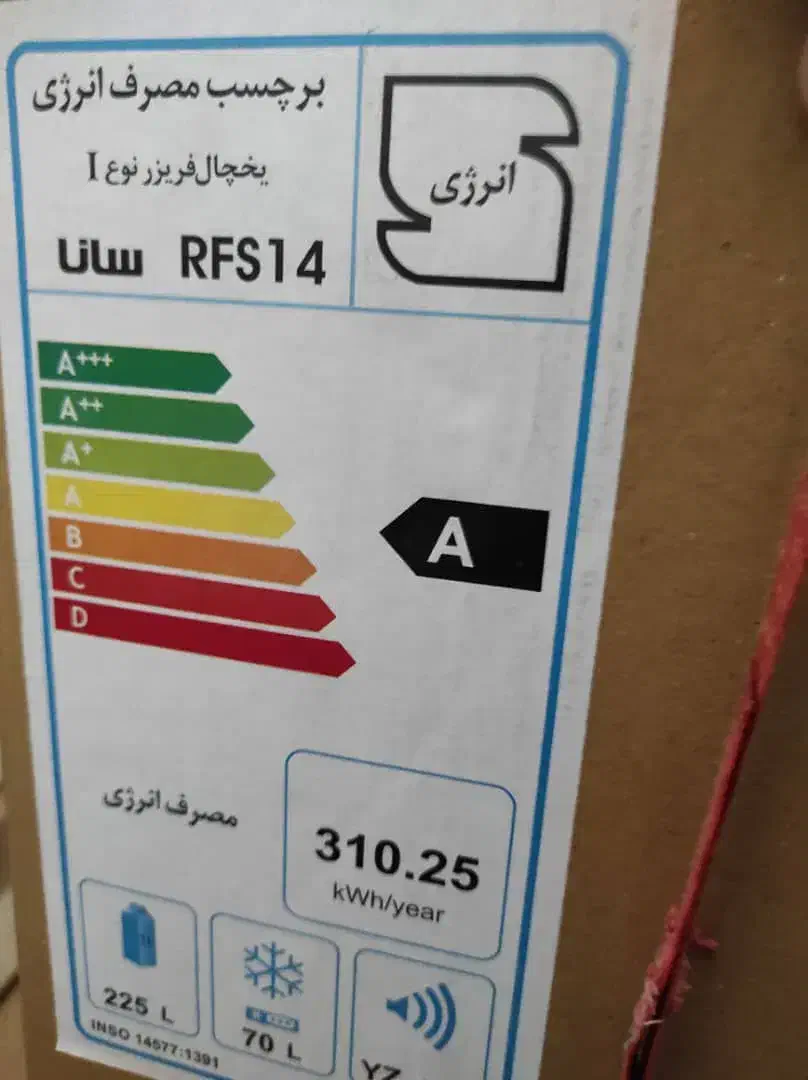 برچسب مصرف انرژی
یخچال‌فریزر نوع I
سانا RFS14
انرژی
A+++
A++
A+
A
B
C
D
A
مصرف انرژی
310.25
kWh/year
225 L
70 L
YZ
INSO 14577:1391